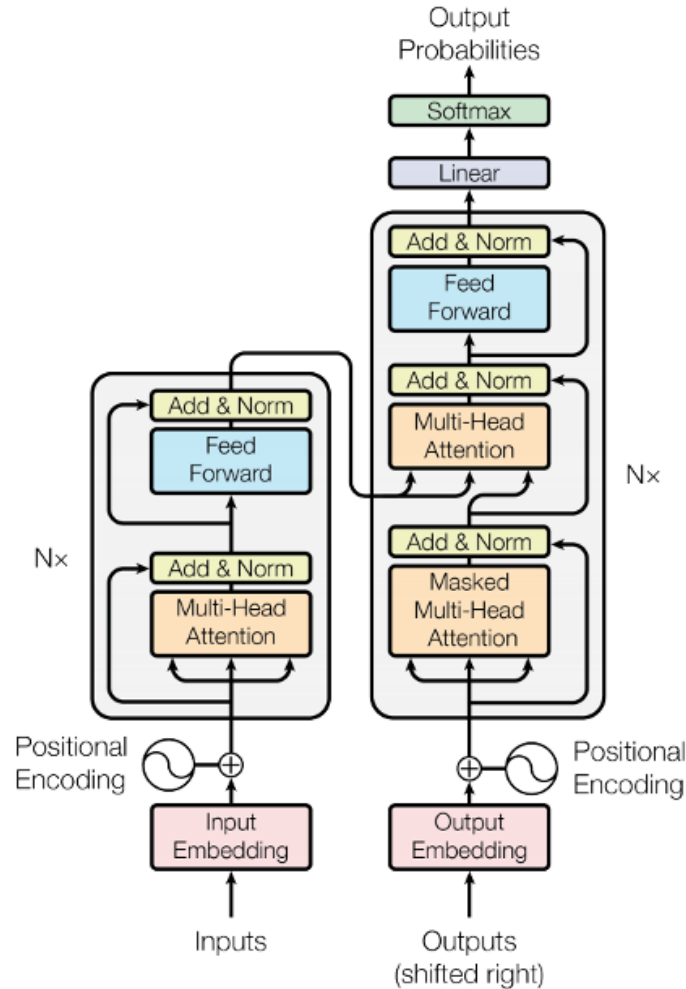 Output
Probabilities
Softmax
Linear
Add & Norm
Feed
Forward
Add & Norm
Multi-Head
Attention
Add & Norm
Masked
Multi-Head
Attention
N×
Add & Norm
Feed
Forward
Add & Norm
Multi-Head
Attention
N×
Positional
Encoding
Positional
Encoding
Input
Embedding
Output
Embedding
Inputs
Outputs
(shifted right)